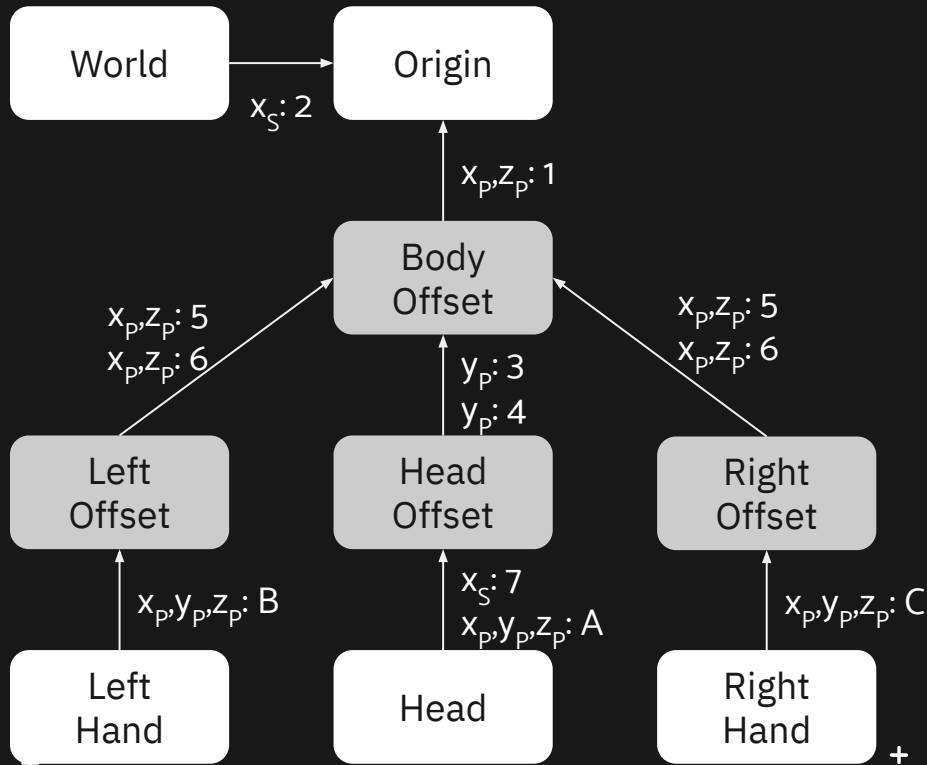 World
Origin
xS: 2
xP,zP: 1
Body
Offset
xP,zP: 5
xP,zP: 6
xP,zP: 5
xP,zP: 6
yP: 3
yP: 4
Left
Offset
Head
Offset
Right
Offset
xP,yP,zP: B
xS: 7
xP,yP,zP: A
xP,yP,zP: C
Left
Hand
Head
Right
Hand
+